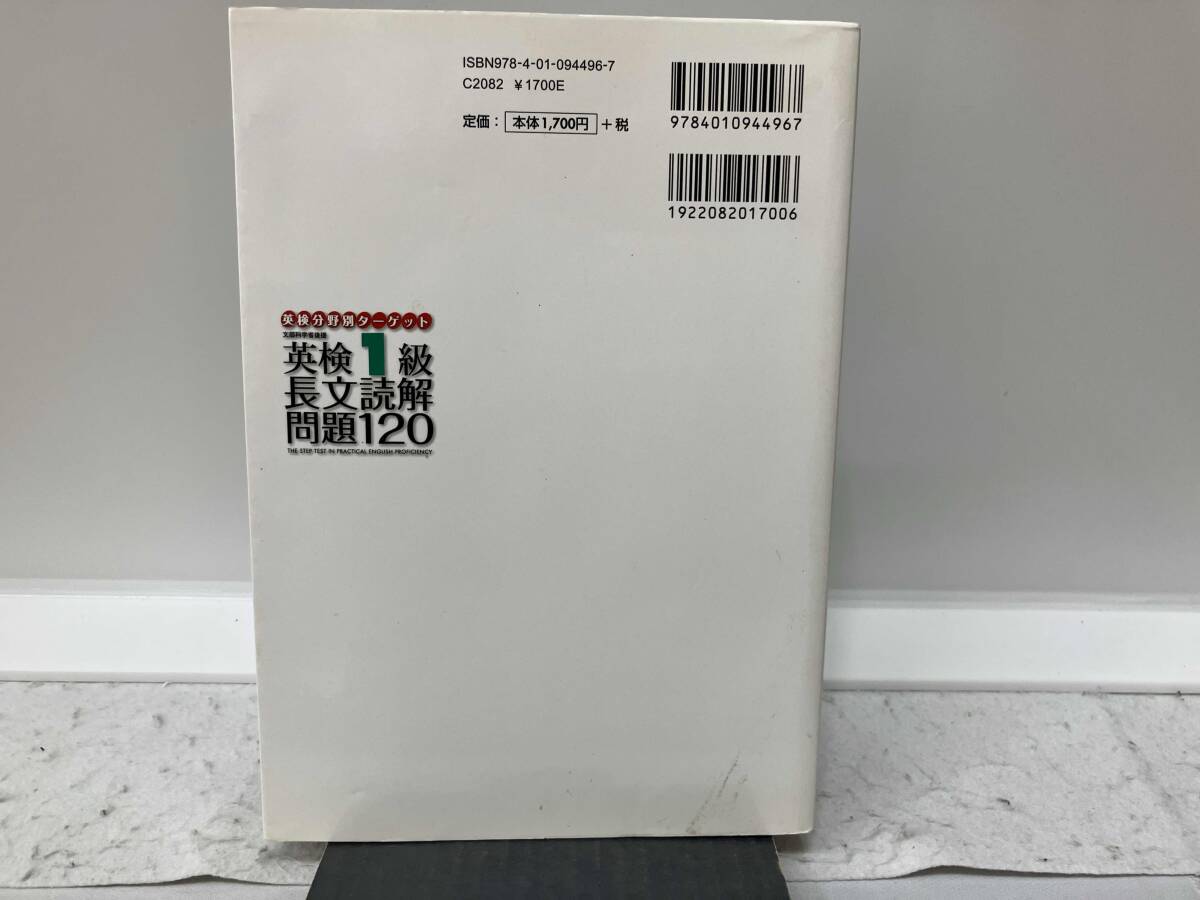 ISBN978-4-01-094496-7
C2082 ¥1700E
定価： 本体1,700円 +税
9784010944967
1922082017006
英検分野別ターゲット
文部科学省後援
英検1級
長文読解
問題120
THE STEP TEST IN PRACTICAL ENGLISH PROFICIENCY